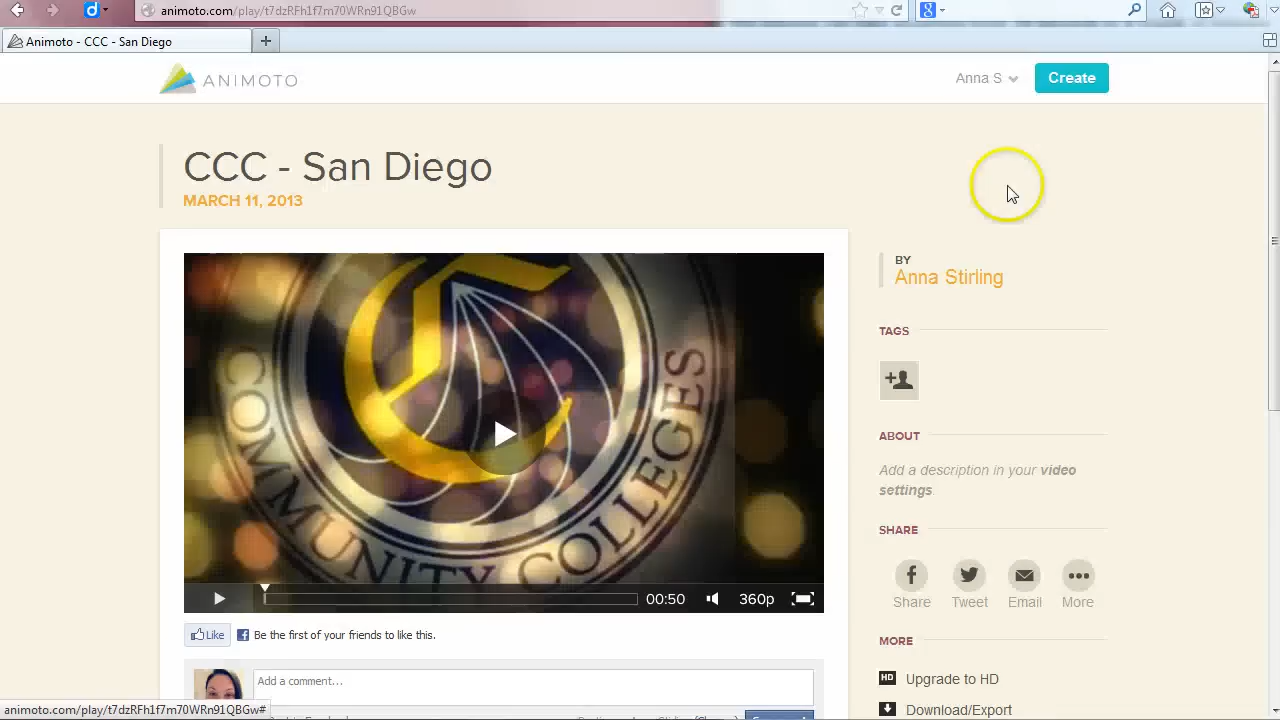 animoto.com/play/t7dzRFh1f7m70WRn91QBGw
Animoto - CCC - San Diego
ANIMOTO
Anna S
Create
CCC - San Diego
MARCH 11, 2013
BY
Anna Stirling
COMMUNITY COLLEGES
TAGS
ABOUT
Add a description in your video
settings.
SHARE
Share
Tweet
Email
More
00:50
360p
Like
Be the first of your friends to like this.
MORE
HD
Upgrade to HD
Download/Export
Add a comment...
animoto.com/play/t7dzRFh1f7m70WRn91QBGw#